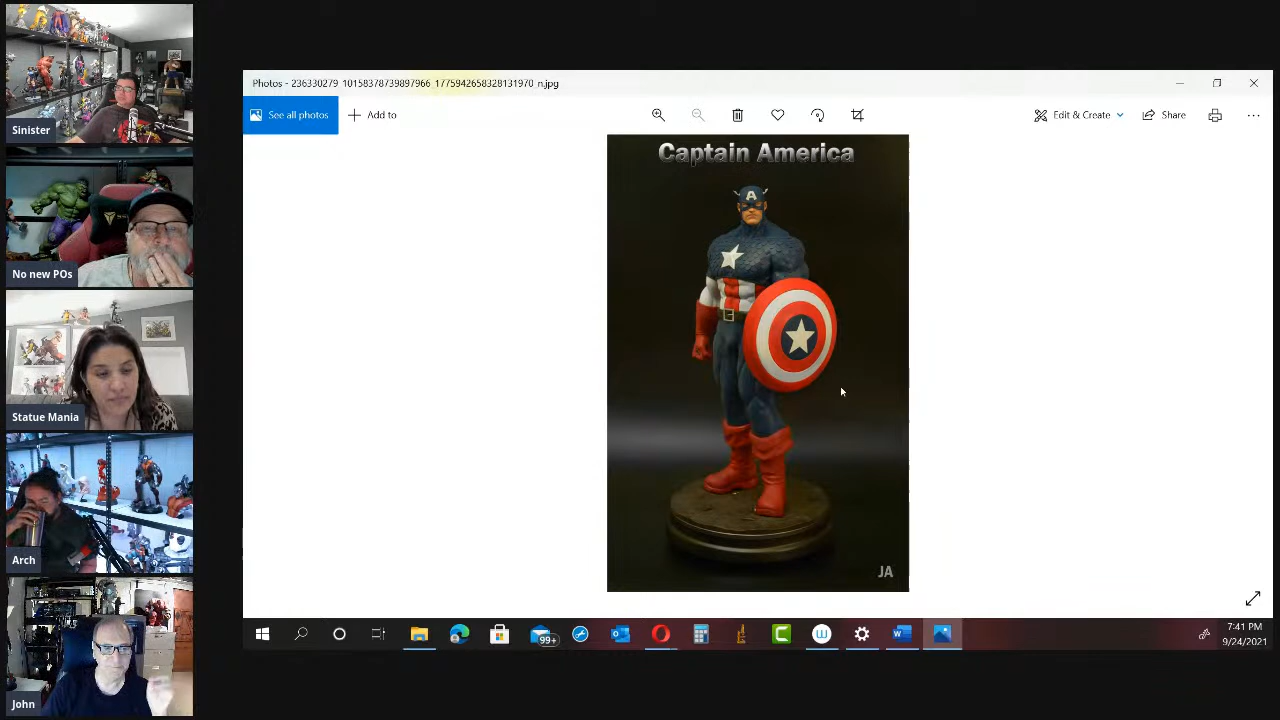 Sinister
No new POs
Statue Mania
Arch
John
Photos - 236330279_10158378739897966_1775942658328131970_n.jpg
See all photos
Add to
Edit & Create
Share
Captain America
A
JA
99+
7:41 PM
9/24/2021